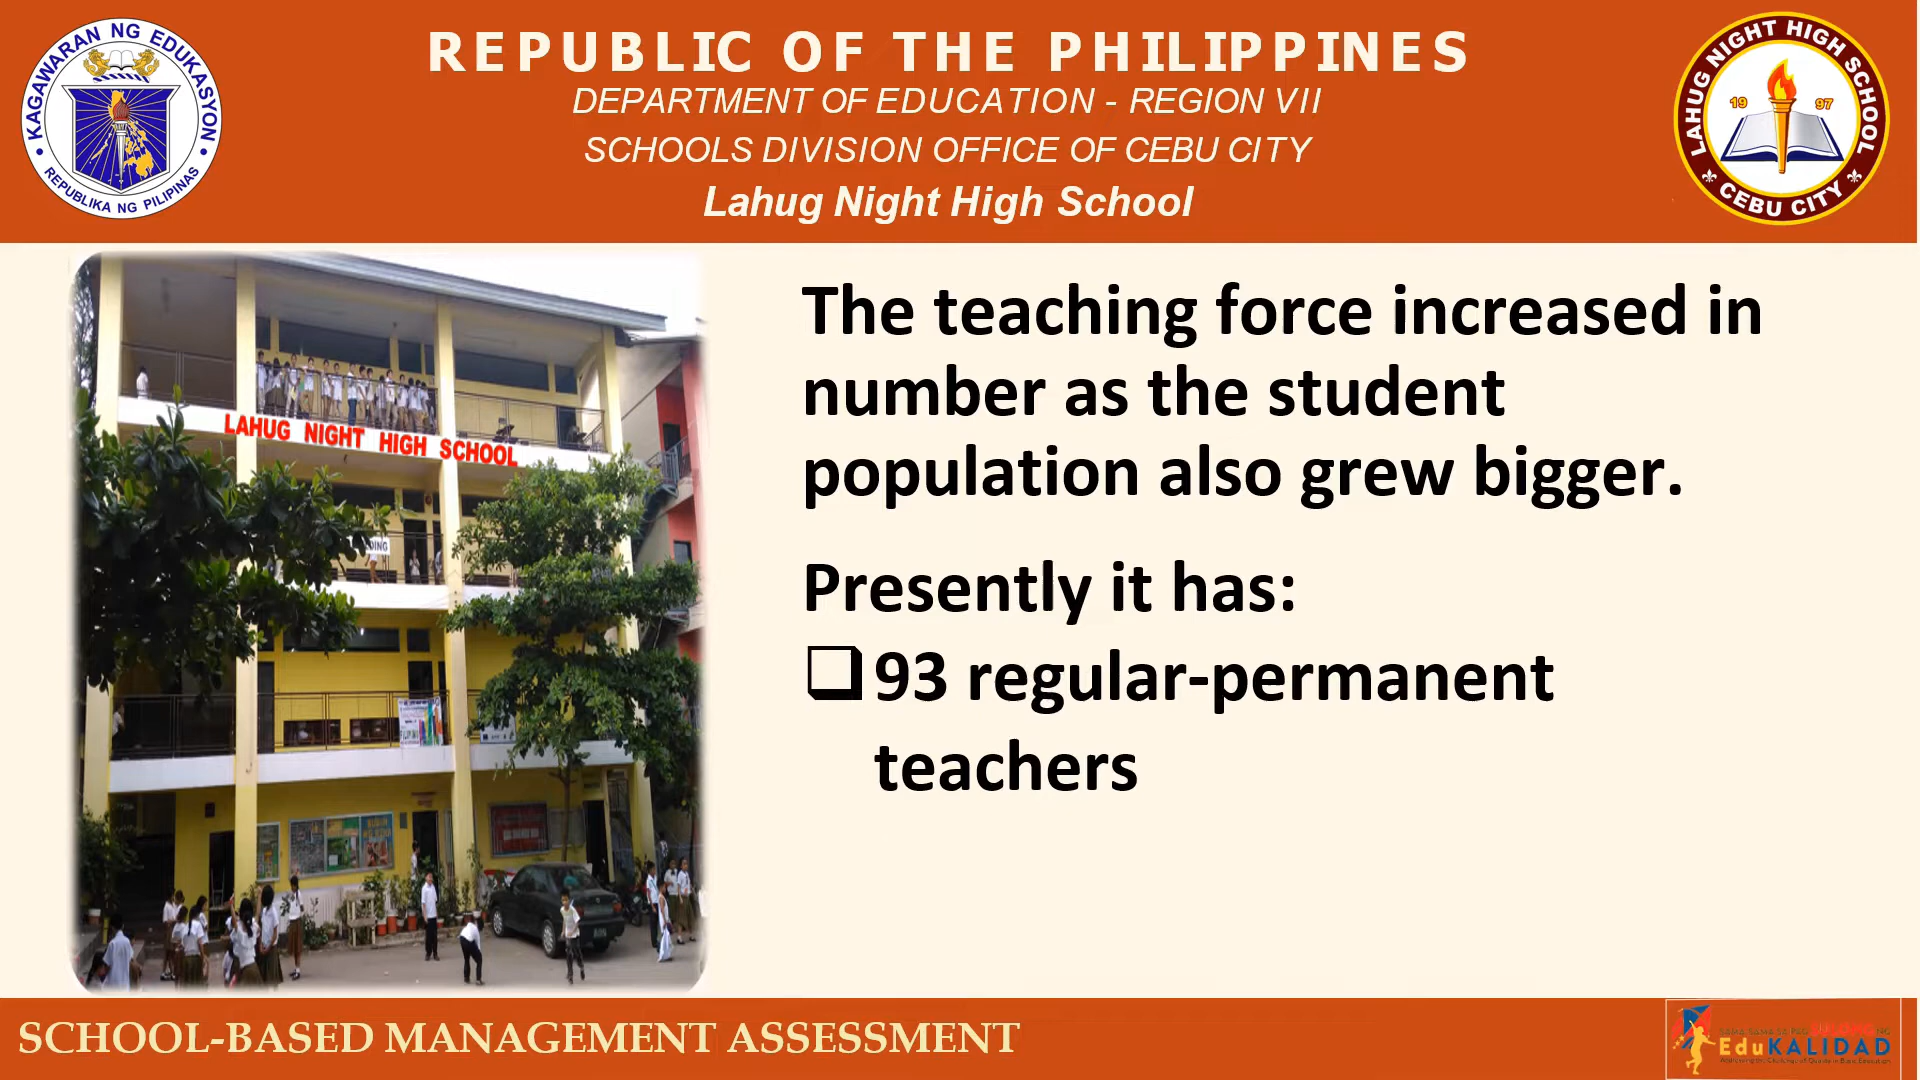 KAGAWARAN NG EDUKASYON
REPUBLIKA NG PILIPINAS
REPUBLIC OF THE PHILIPPINES
DEPARTMENT OF EDUCATION - REGION VII
SCHOOLS DIVISION OFFICE OF CEBU CITY
Lahug Night High School
LAHUG NIGHT HIGH SCHOOL
19 97
CEBU CITY
LAHUG NIGHT HIGH SCHOOL
The teaching force increased in
number as the student
population also grew bigger.
Presently it has:
93 regular-permanent
teachers
SCHOOL-BASED MANAGEMENT ASSESSMENT
EduKALIDAD